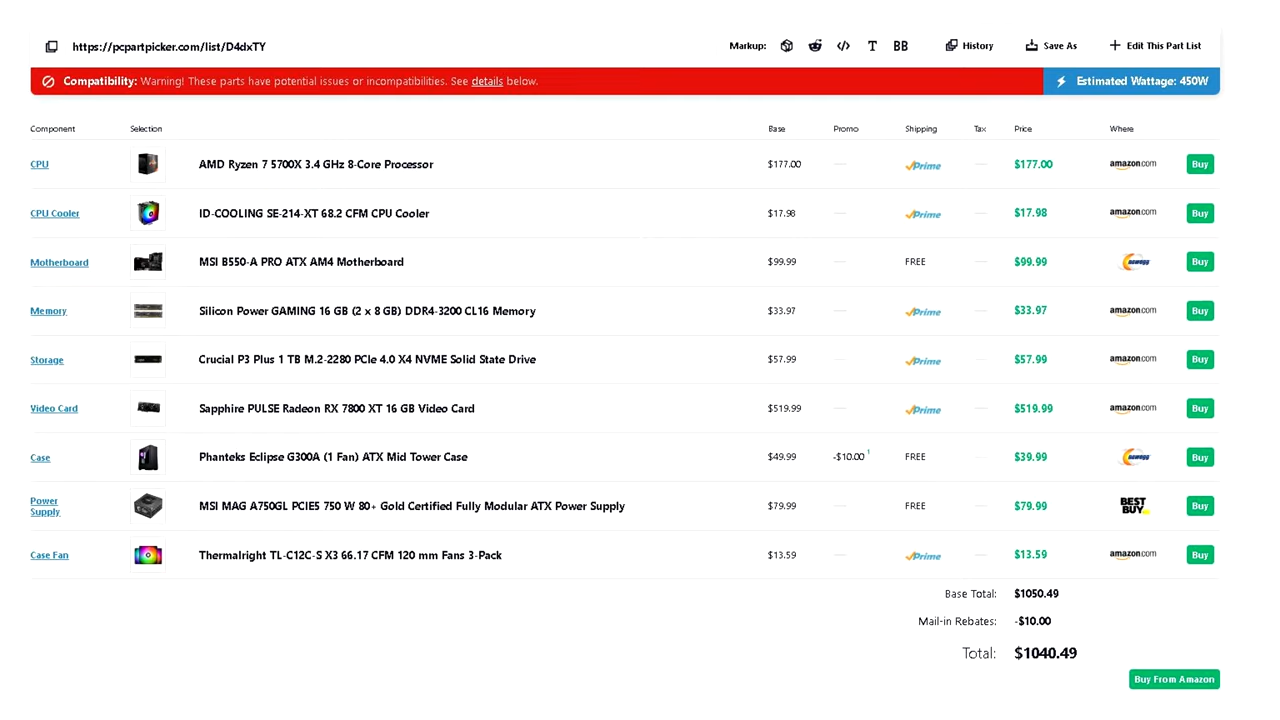 https://pcpartpicker.com/list/D4dxTY Markup: T BB History Save As Edit This Part List
Compatibility: Warning! These parts have potential issues or incompatibilities. See details below. Estimated Wattage: 450W
Component Selection Base Promo Shipping Tax Price Where
CPU AMD Ryzen 7 5700X 3.4 GHz 8-Core Processor $177.00 — Prime — $177.00 amazon.com Buy
CPU Cooler ID-COOLING SE-214-XT 68.2 CFM CPU Cooler $17.98 — Prime — $17.98 amazon.com Buy
Motherboard MSI B550-A PRO ATX AM4 Motherboard $99.99 — FREE — $99.99 newegg Buy
Memory Silicon Power GAMING 16 GB (2 x 8 GB) DDR4-3200 CL16 Memory $33.97 — Prime — $33.97 amazon.com Buy
Storage Crucial P3 Plus 1 TB M.2-2280 PCIe 4.0 X4 NVME Solid State Drive $57.99 — Prime — $57.99 amazon.com Buy
Video Card Sapphire PULSE Radeon RX 7800 XT 16 GB Video Card $519.99 — Prime — $519.99 amazon.com Buy
Case Phanteks Eclipse G300A (1 Fan) ATX Mid Tower Case $49.99 -$10.00 1 FREE — $39.99 newegg Buy
Power Supply MSI MAG A750GL PCIE5 750 W 80+ Gold Certified Fully Modular ATX Power Supply $79.99 — FREE — $79.99 BEST BUY Buy
Case Fan Thermalright TL-C12C-S X3 66.17 CFM 120 mm Fans 3-Pack $13.59 — Prime — $13.59 amazon.com Buy
Base Total: $1050.49
Mail-in Rebates: -$10.00
Total: $1040.49
Buy From Amazon